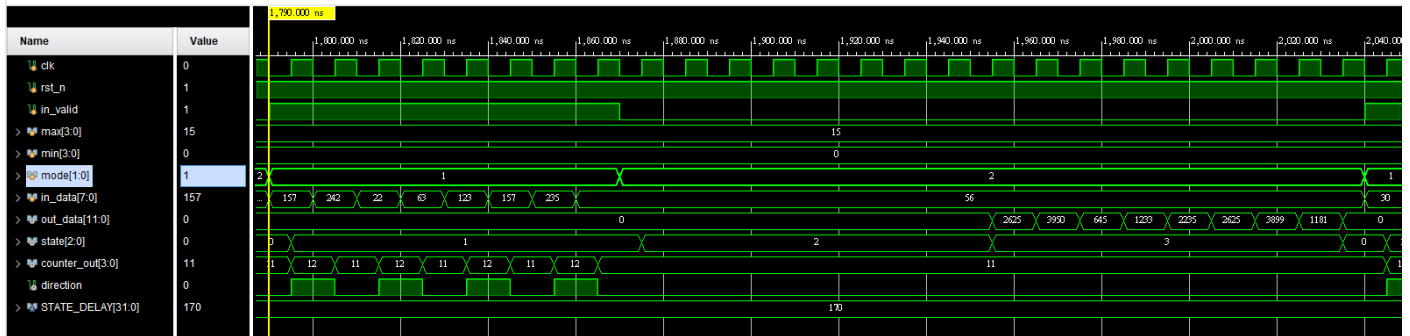 1,790.000 ns
Name Value 1,800.000 ns 1,820.000 ns 1,840.000 ns 1,860.000 ns 1,880.000 ns 1,900.000 ns 1,920.000 ns 1,940.000 ns 1,960.000 ns 1,980.000 ns 2,000.000 ns 2,020.000 ns 2,040.000
clk 0
rst_n 1
in_valid 1
max[3:0] 15 15
min[3:0] 0 0
mode[1:0] 1 2 1 2 1
in_data[7:0] 157 ... 157 242 22 63 123 157 235 56 30
out_data[11:0] 0 0 2625 3950 645 1233 2235 2625 3899 1181 0
state[2:0] 0 0 1 2 3 0
counter_out[3:0] 11 11 12 11 12 11 12 11 12 11 1
direction 0
STATE_DELAY[31:0] 170 170